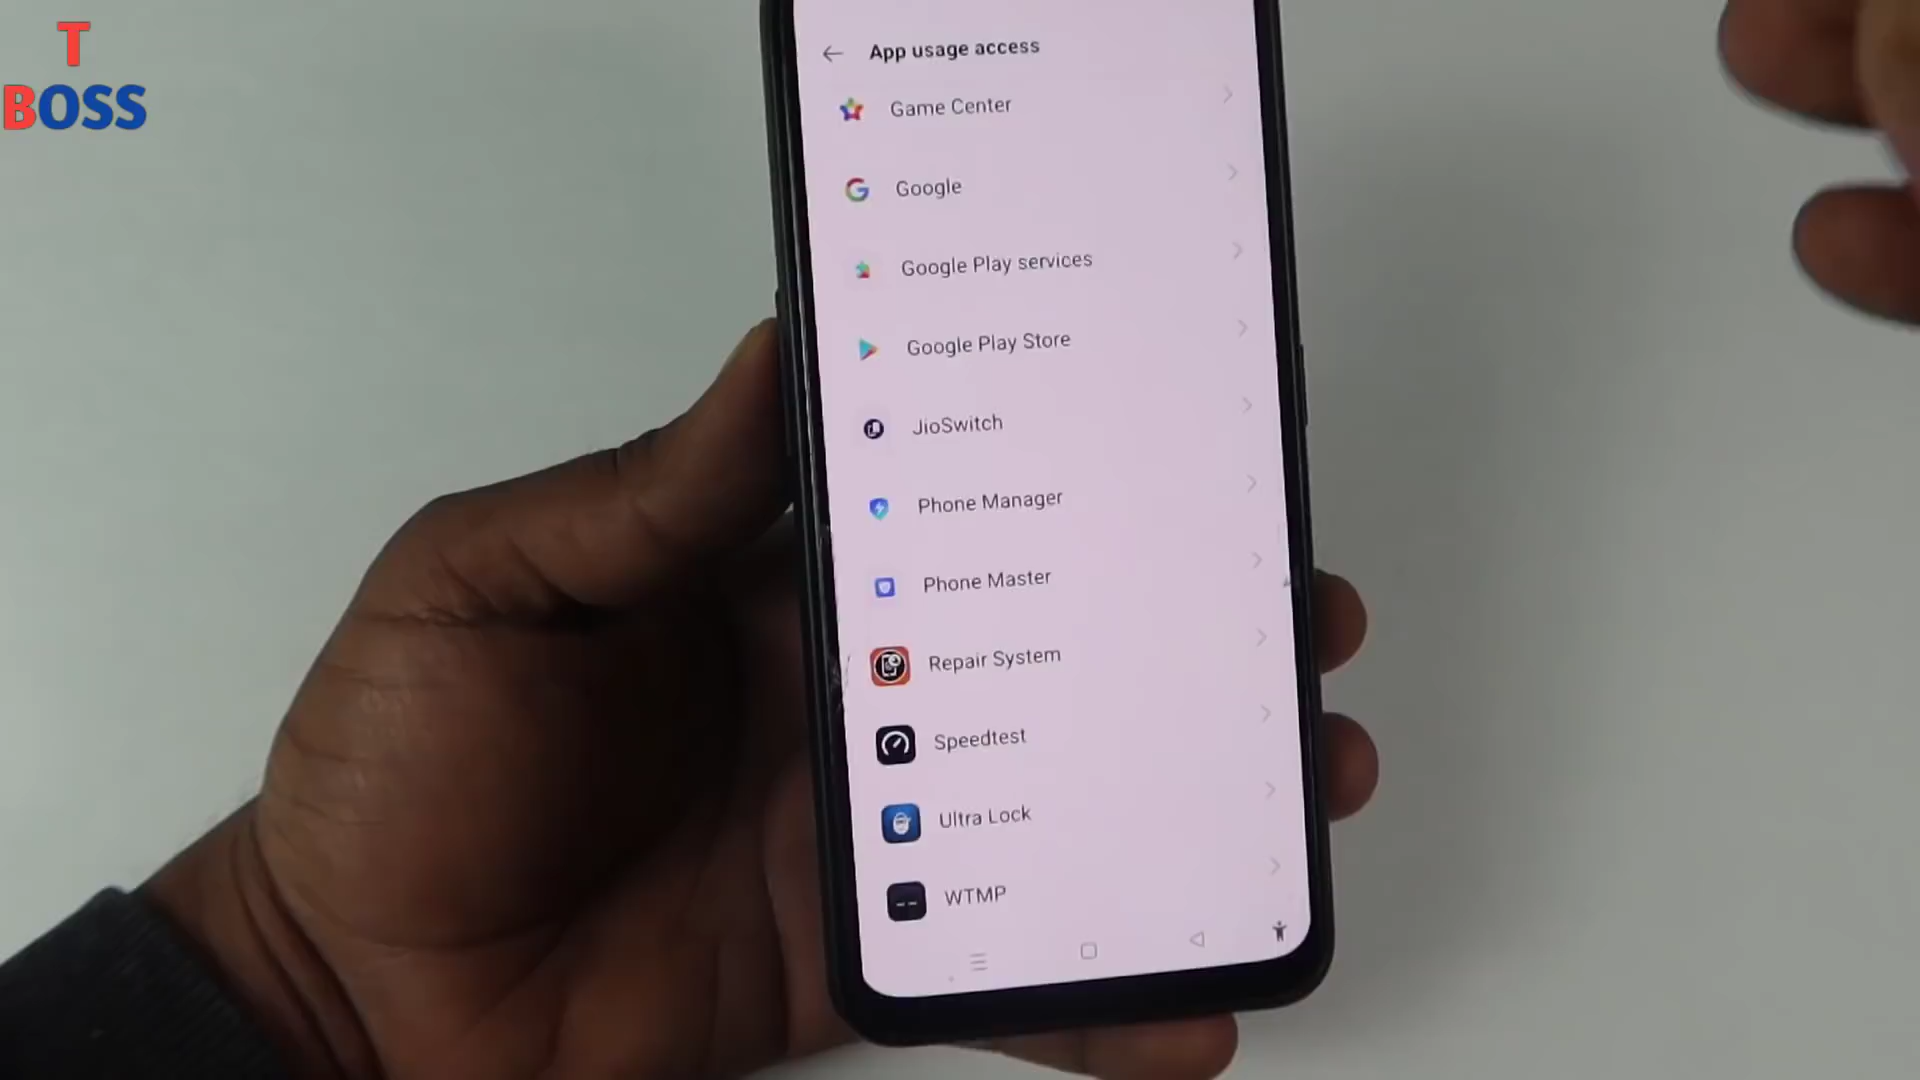 T
BOSS
App usage access
Game Center
Google
Google Play services
Google Play Store
JioSwitch
Phone Manager
Phone Master
Repair System
Speedtest
Ultra Lock
WTMP